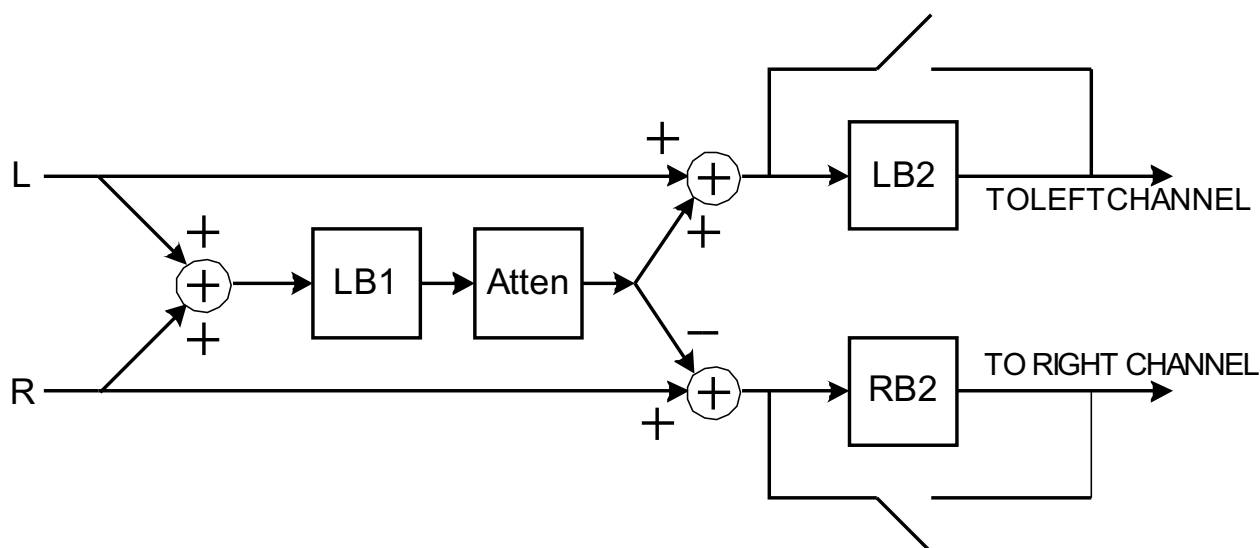 +
L
+
LB2
TOLEFTCHANNEL
+
+
+
LB1
Atten
+
+
−
TO RIGHT CHANNEL
R
+
RB2
+